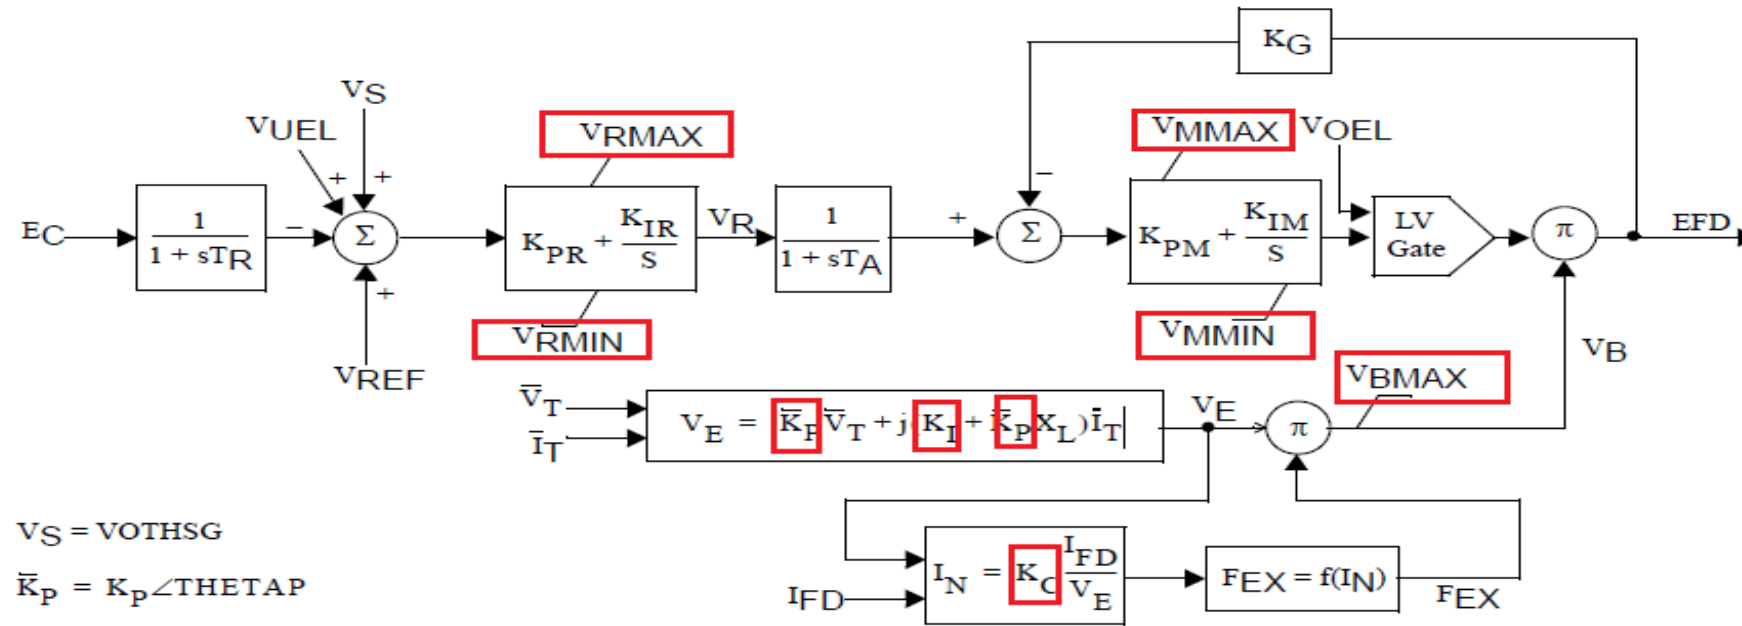 KG
VS
VUEL
+
+
VRMAX
VMMAX
VOEL
EC
1
1 + sTR
−
Σ
+
KPR + KIR
S
VR
1
1 + sTA
+
−
Σ
KPM + KIM
S
LV
Gate
π
EFD
VRMIN
VMMIN
VREF
VB
VBMAX
V̅T
I̅T
VE = K̅P V̅T + j(KI + K̅P XL) I̅T|
VE
π
VS = VOTHSG
K̅P = KP∠THETAP
IFD
IN = KC IFD
VE
FEX = f(IN)
FEX